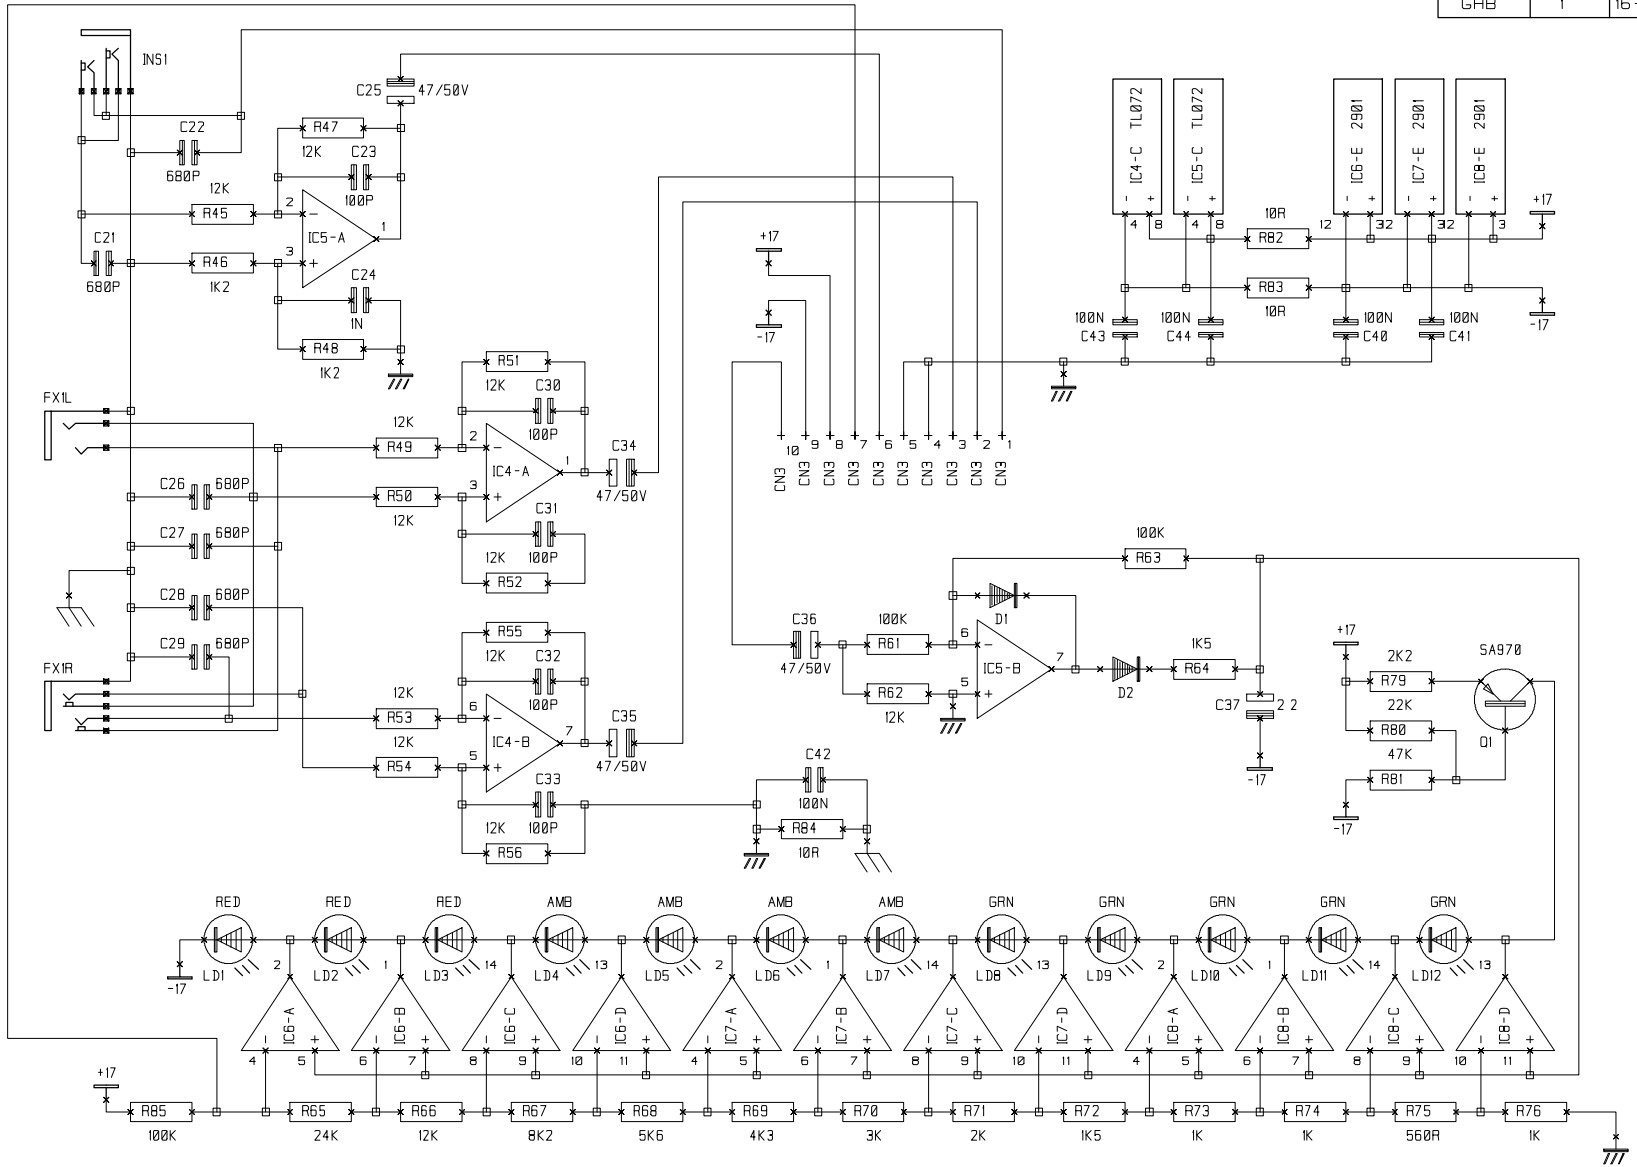 GHB 1 16-
INS1
C25 47/50V
R47
12K
C22
680P
C23
100P
12K
R45
2 -
IC5-A
1
3 +
C21
680P
R46
1K2
C24
1N
R48
1K2
IC4-C TL072
IC5-C TL072
IC6-E 2901
IC7-E 2901
IC8-E 2901
- + - + - + - + - +
4 8 4 8 12 3 12 3 12 3
+17
10R
R82
R83
10R
-17
100N
C43
100N
C44
100N
C40
100N
C41
+17
-17
FX1L
R51
12K
C30
100P
12K
R49
2 -
IC4-A
1
3 +
R50
12K
C34
47/50V
C31
100P
12K
R52
C26 680P
C27 680P
C28 680P
C29 680P
10 9 8 7 6 5 4 3 2 1
CN3 CN3 CN3 CN3 CN3 CN3 CN3 CN3 CN3 CN3
100K
R63
D1
C36
47/50V
100K
R61
R62
12K
6 -
IC5-B
7
5 +
D2
1K5
R64
C37 2 2
-17
+17
2K2
R79
22K
R80
47K
R81
-17
SA970
Q1
FX1R
R55
12K
C32
100P
12K
R53
12K
R54
6 -
IC4-B
7
5 +
C35
47/50V
C33
100P
12K
R56
C42
100N
R84
10R
RED RED RED AMB AMB AMB AMB GRN GRN GRN GRN GRN
LD1 2 LD2 1 LD3 14 LD4 13 LD5 2 LD6 1 LD7 14 LD8 13 LD9 2 LD10 1 LD11 14 LD12 13
-17
IC6-A IC6-B IC6-C IC6-D IC7-A IC7-B IC7-C IC7-D IC8-A IC8-B IC8-C IC8-D
- + - + - + - + - + - + - + - + - + - + - + - +
4 5 6 7 8 9 10 11 4 5 6 7 8 9 10 11 4 5 6 7 8 9 10 11
+17
R85 R65 R66 R67 R68 R69 R70 R71 R72 R73 R74 R75 R76
100K 24K 12K 8K2 5K6 4K3 3K 2K 1K5 1K 1K 560R 1K